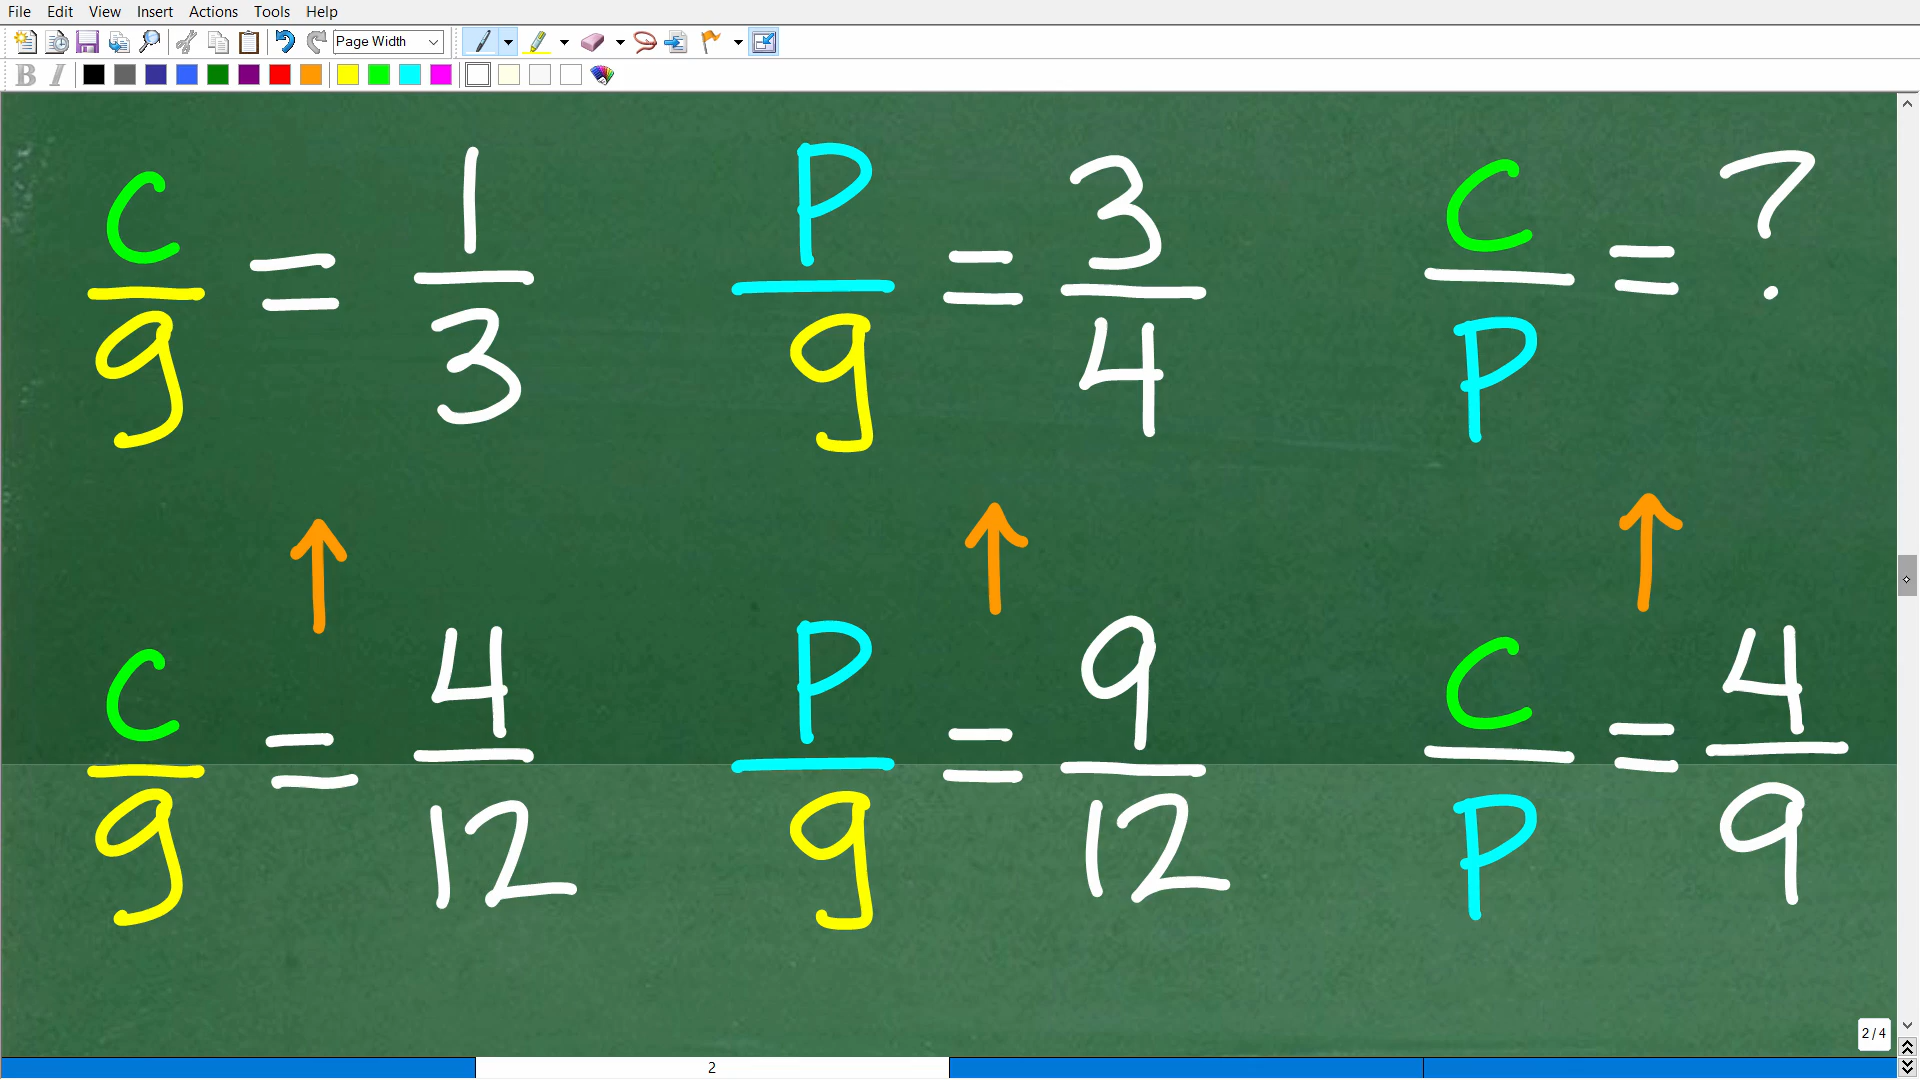 File Edit View Insert Actions Tools Help
Page Width
B I
c/g = 1/3 P/g = 3/4 C/P = ?
c/g = 4/12 P/g = 9/12 C/P = 4/9
2 / 4
2